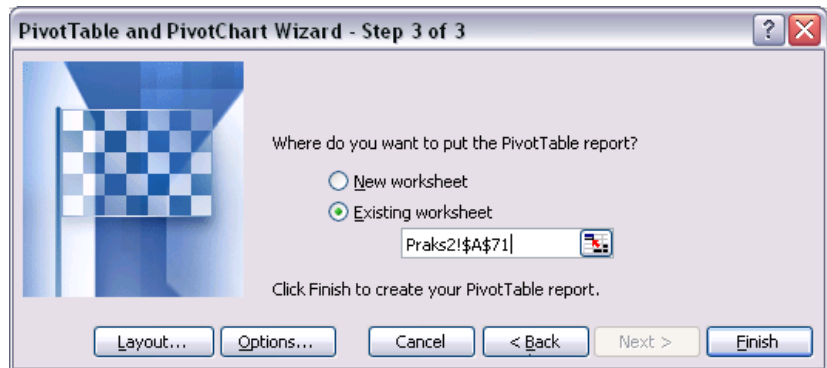 PivotTable and PivotChart Wizard - Step 3 of 3
Where do you want to put the PivotTable report?
New worksheet
Existing worksheet
Praks2!$A$71
Click Finish to create your PivotTable report.
Layout... Options... Cancel < Back Next > Finish